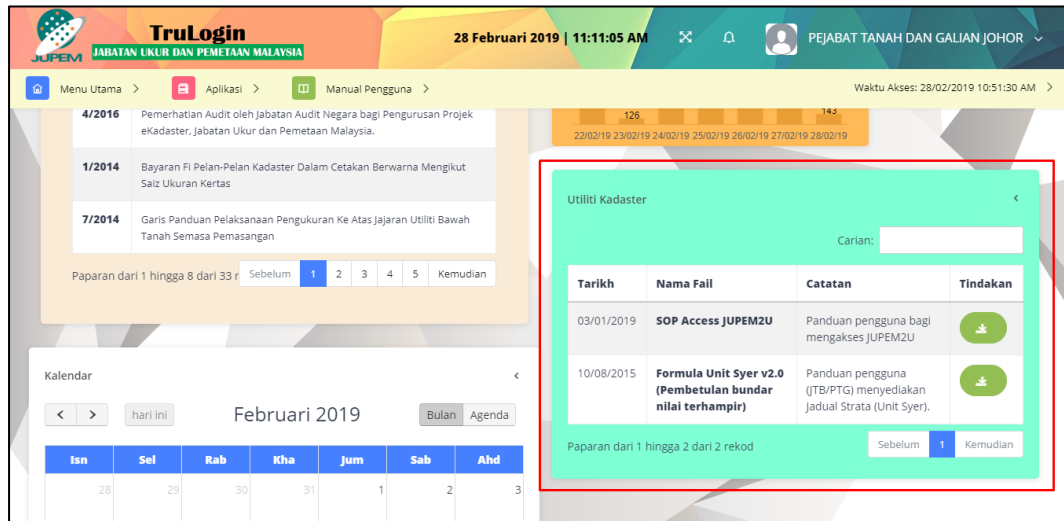 JUPEM
TruLogin
JABATAN UKUR DAN PEMETAAN MALAYSIA
28 Februari 2019 | 11:11:05 AM
PEJABAT TANAH DAN GALIAN JOHOR
Menu Utama >
Aplikasi >
Manual Pengguna >
Waktu Akses: 28/02/2019 10:51:30 AM >
4/2016
Pemerhatian Audit oleh Jabatan Audit Negara bagi Pengurusan Projek
eKadaster, Jabatan Ukur dan Pemetaan Malaysia.
1/2014
Bayaran Fi Pelan-Pelan Kadaster Dalam Cetakan Berwarna Mengikut
Saiz Ukuran Kertas
7/2014
Garis Panduan Pelaksanaan Pengukuran Ke Atas Jajaran Utiliti Bawah
Tanah Semasa Pemasangan
Paparan dari 1 hingga 8 dari 33 r
Sebelum 1 2 3 4 5 Kemudian
126
143
22/02/19 23/02/19 24/02/19 25/02/19 26/02/19 27/02/19 28/02/19
Utiliti Kadaster
Carian:
Tarikh Nama Fail Catatan Tindakan
03/01/2019
SOP Access JUPEM2U
Panduan pengguna bagi
mengakses JUPEM2U
10/08/2015
Formula Unit Syer v2.0
(Pembetulan bundar
nilai terhampir)
Panduan pengguna
(JTB/PTG) menyediakan
Jadual Strata (Unit Syer).
Paparan dari 1 hingga 2 dari 2 rekod
Sebelum 1 Kemudian
Kalendar
hari ini
Februari 2019
Bulan Agenda
Isn Sel Rab Kha Jum Sab Ahd
28 29 30 31 1 2 3